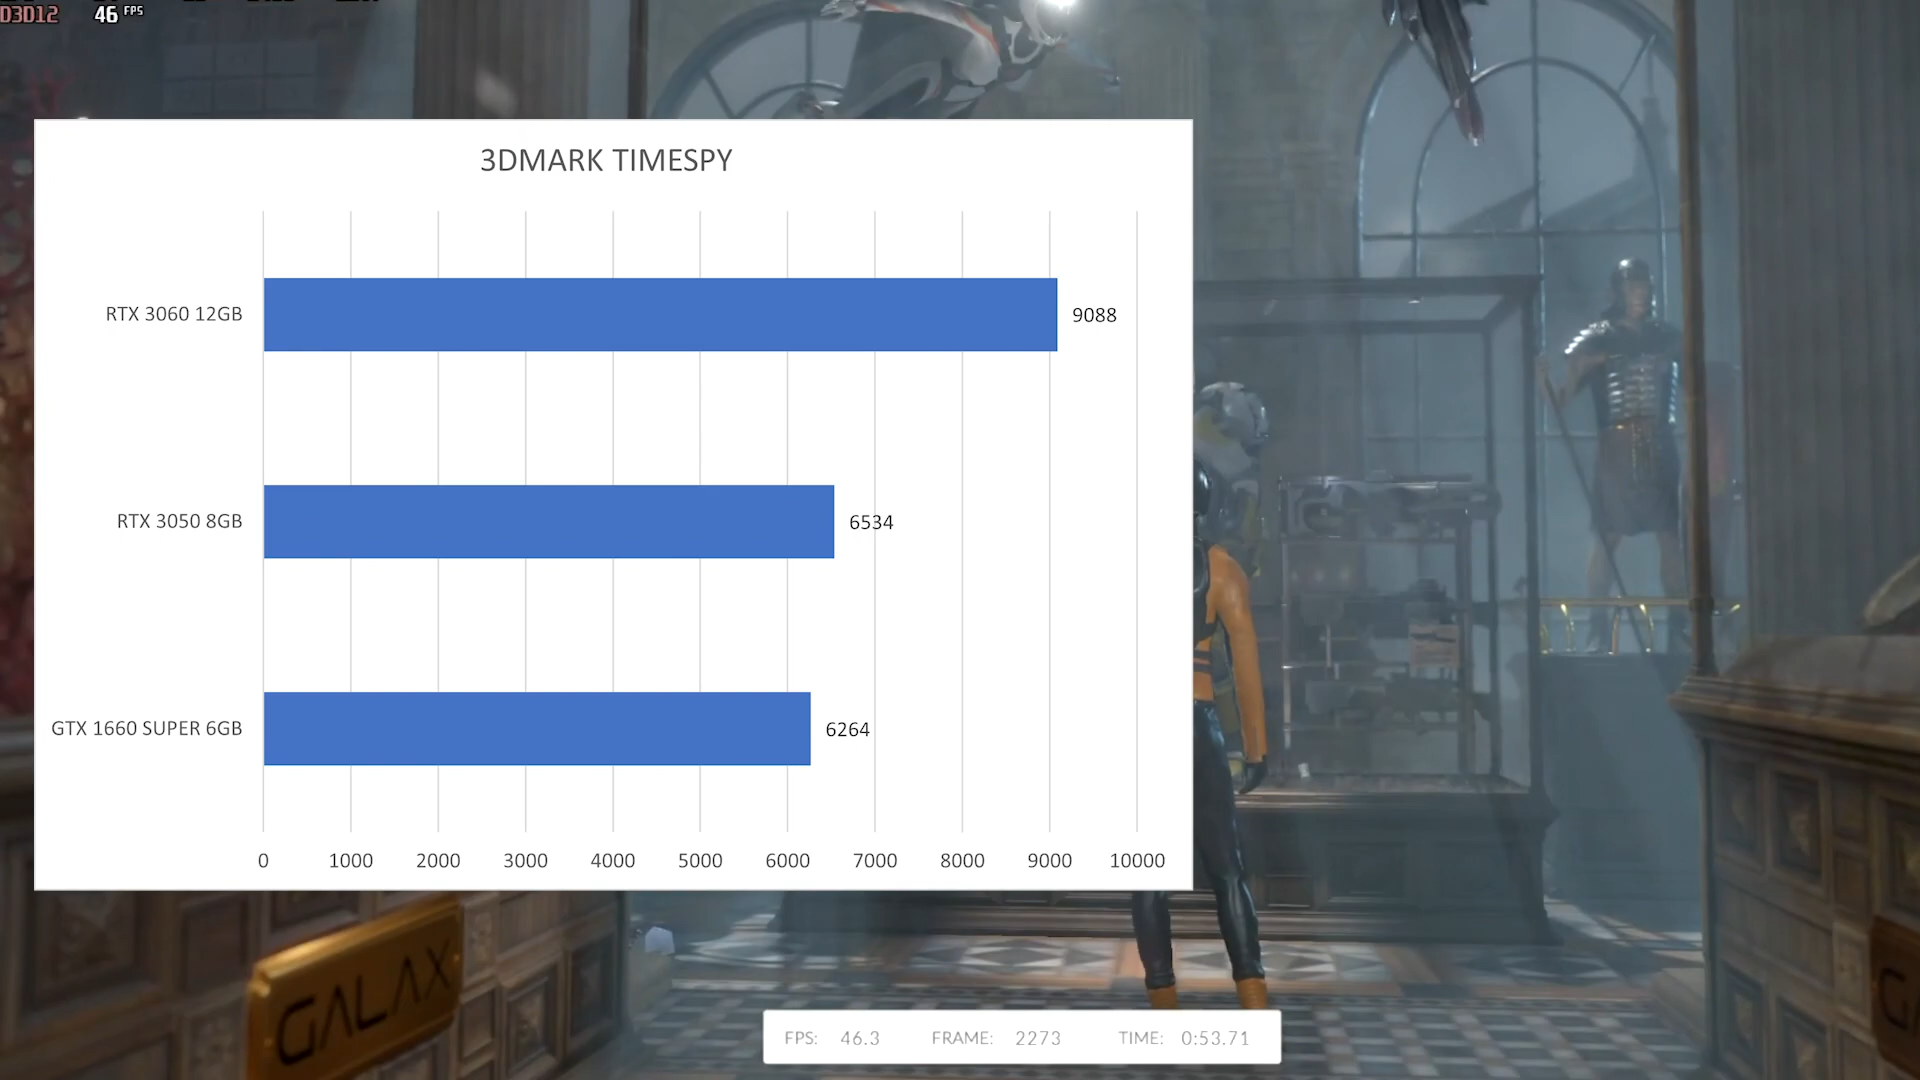 D3D12 46 FPS
3DMARK TIMESPY
RTX 3060 12GB 9088
RTX 3050 8GB 6534
GTX 1660 SUPER 6GB 6264
0 1000 2000 3000 4000 5000 6000 7000 8000 9000 10000
GALAX
FPS: 46.3 FRAME: 2273 TIME: 0:53.71